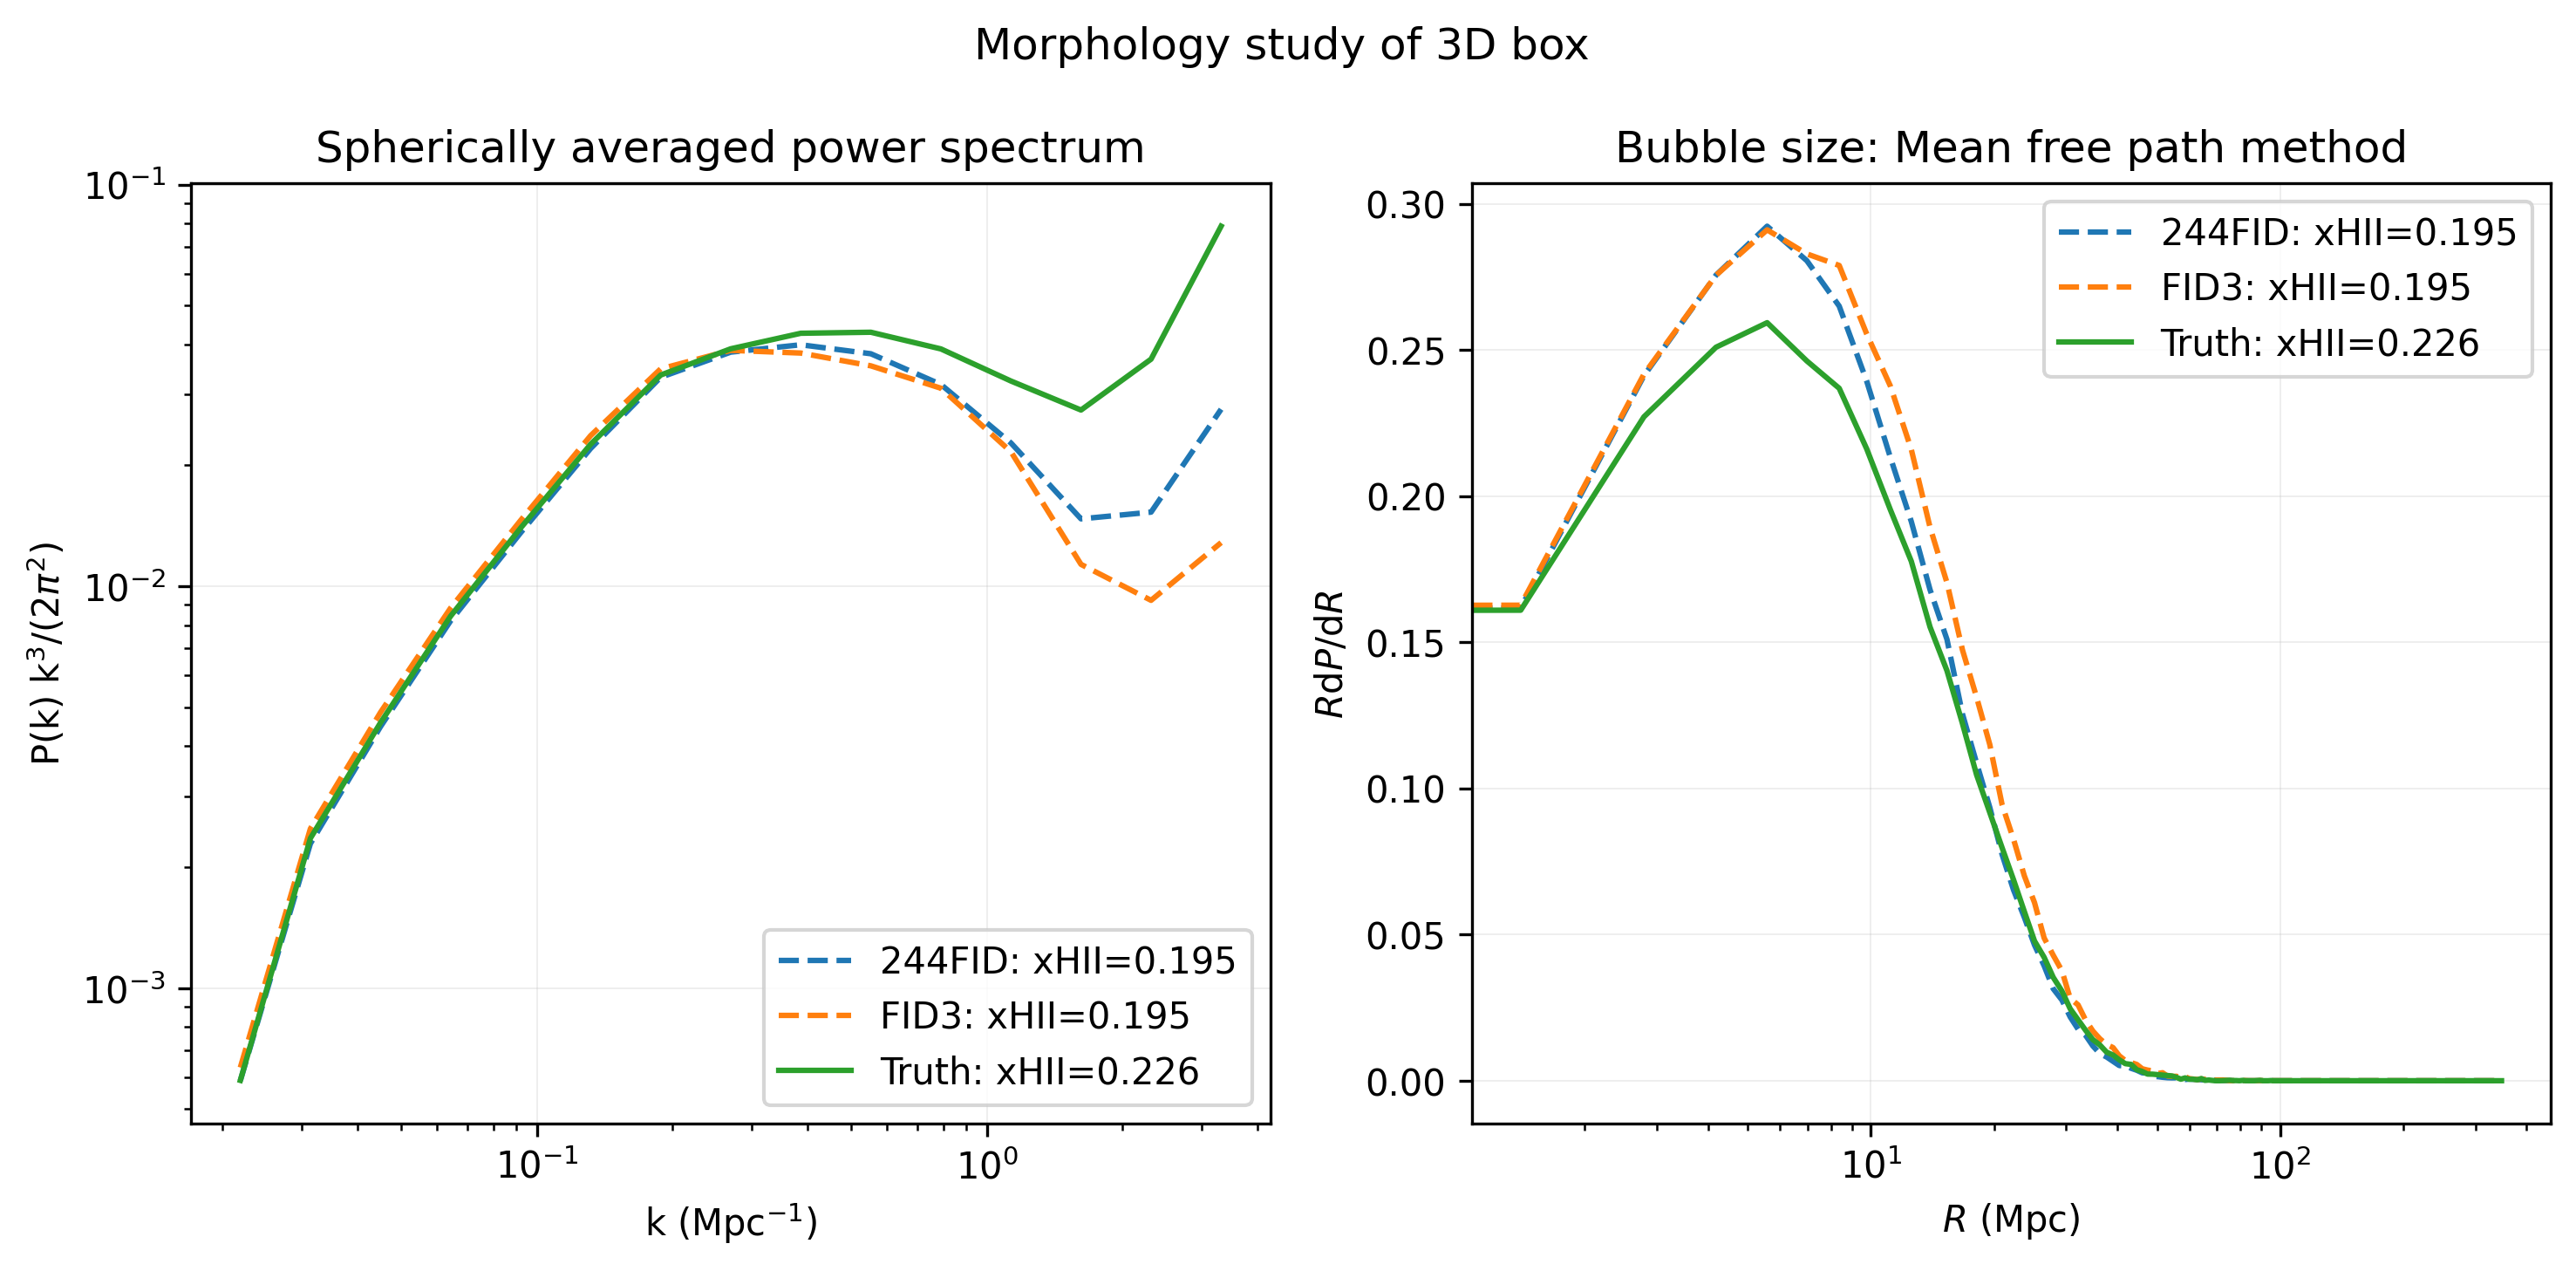 Morphology study of 3D box
Spherically averaged power spectrum
10⁻¹
10⁻²
10⁻³
P(k) k³/(2π²)
10⁻¹
10⁰
k (Mpc⁻¹)
244FID: xHII=0.195
FID3: xHII=0.195
Truth: xHII=0.226
Bubble size: Mean free path method
0.30
0.25
0.20
0.15
0.10
0.05
0.00
RdP/dR
10¹
10²
R (Mpc)
244FID: xHII=0.195
FID3: xHII=0.195
Truth: xHII=0.226